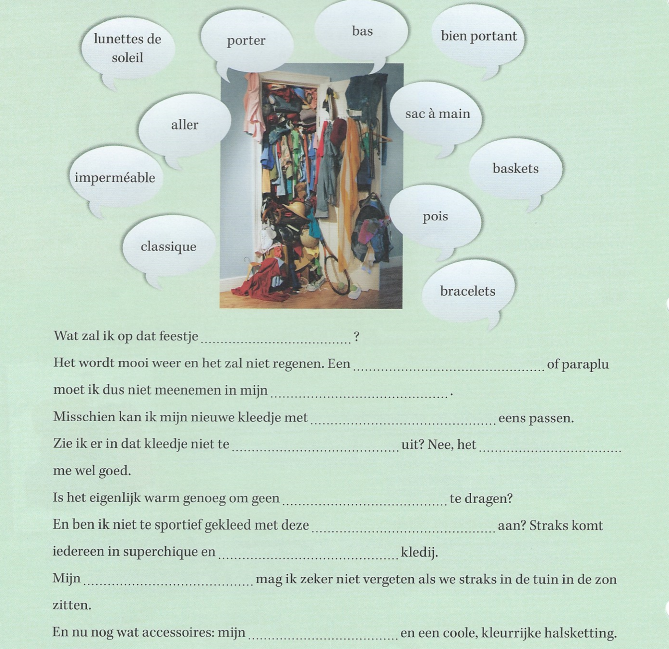 lunettes de
soleil
porter
bas
bien portant
aller
sac à main
imperméable
baskets
pois
classique
bracelets
Wat zal ik op dat feestje ........................................ ?
Het wordt mooi weer en het zal niet regenen. Een ........................................ of paraplu
moet ik dus niet meenemen in mijn ........................................ .
Misschien kan ik mijn nieuwe kleedje met ........................................ eens passen.
Zie ik er in dat kleedje niet te ........................................ uit? Nee, het ........................................
me wel goed.
Is het eigenlijk warm genoeg om geen ........................................ te dragen?
En ben ik niet te sportief gekleed met deze ........................................ aan? Straks komt
iedereen in superchique en ........................................ kledij.
Mijn ........................................ mag ik zeker niet vergeten als we straks in de tuin in de zon
zitten.
En nu nog wat accessoires: mijn ........................................ en een coole, kleurrijke halsketting.